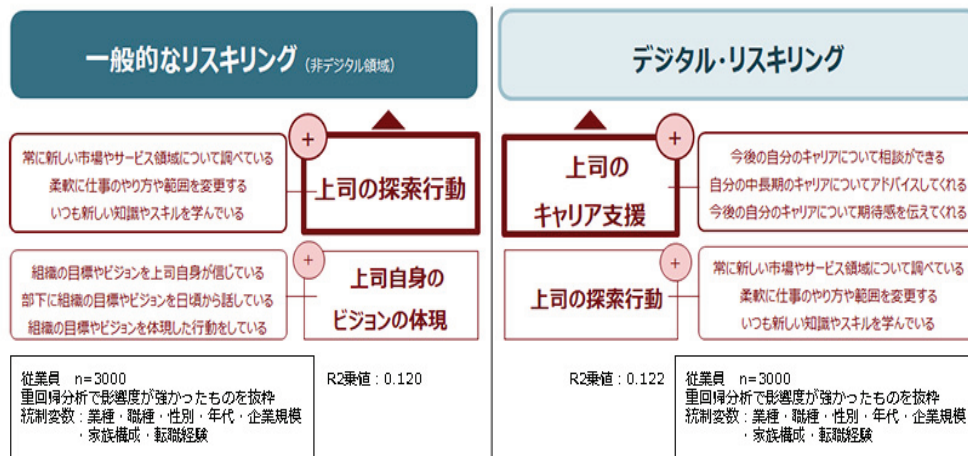 一般的なリスキリング（非デジタル領域）
+
常に新しい市場やサービス領域について調べている
柔軟に仕事のやり方や範囲を変更する
いつも新しい知識やスキルを学んでいる
上司の探索行動
+
組織の目標やビジョンを上司自身が信じている
部下に組織の目標やビジョンを日頃から話している
組織の目標やビジョンを体現した行動をしている
上司自身の
ビジョンの体現
従業員　n=3000
重回帰分析で影響度が強かったものを抜粋
統制変数：業種・職種・性別・年代・企業規模
・家族構成・転職経験
R2乗値：0.120
デジタル・リスキリング
+
上司の
キャリア支援
今後の自分のキャリアについて相談ができる
自分の中長期のキャリアについてアドバイスしてくれる
今後の自分のキャリアについて期待感を伝えてくれる
+
上司の探索行動
常に新しい市場やサービス領域について調べている
柔軟に仕事のやり方や範囲を変更する
いつも新しい知識やスキルを学んでいる
R2乗値：0.122
従業員　n=3000
重回帰分析で影響度が強かったものを抜粋
統制変数：業種・職種・性別・年代・企業規模
・家族構成・転職経験